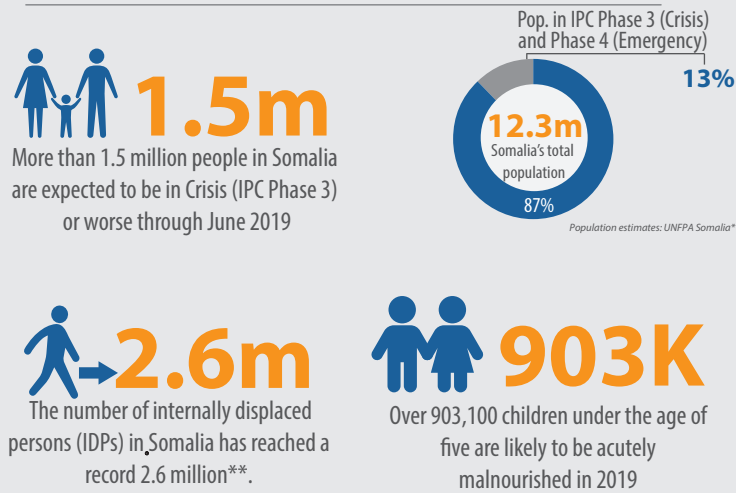 1.5m
More than 1.5 million people in Somalia
are expected to be in Crisis (IPC Phase 3)
or worse through June 2019
Pop. in IPC Phase 3 (Crisis)
and Phase 4 (Emergency)
13%
12.3m
Somalia's total
population
87%
Population estimates: UNFPA Somalia*
2.6m
The number of internally displaced
persons (IDPs) in Somalia has reached a
record 2.6 million**.
903K
Over 903,100 children under the age of
five are likely to be acutely
malnourished in 2019